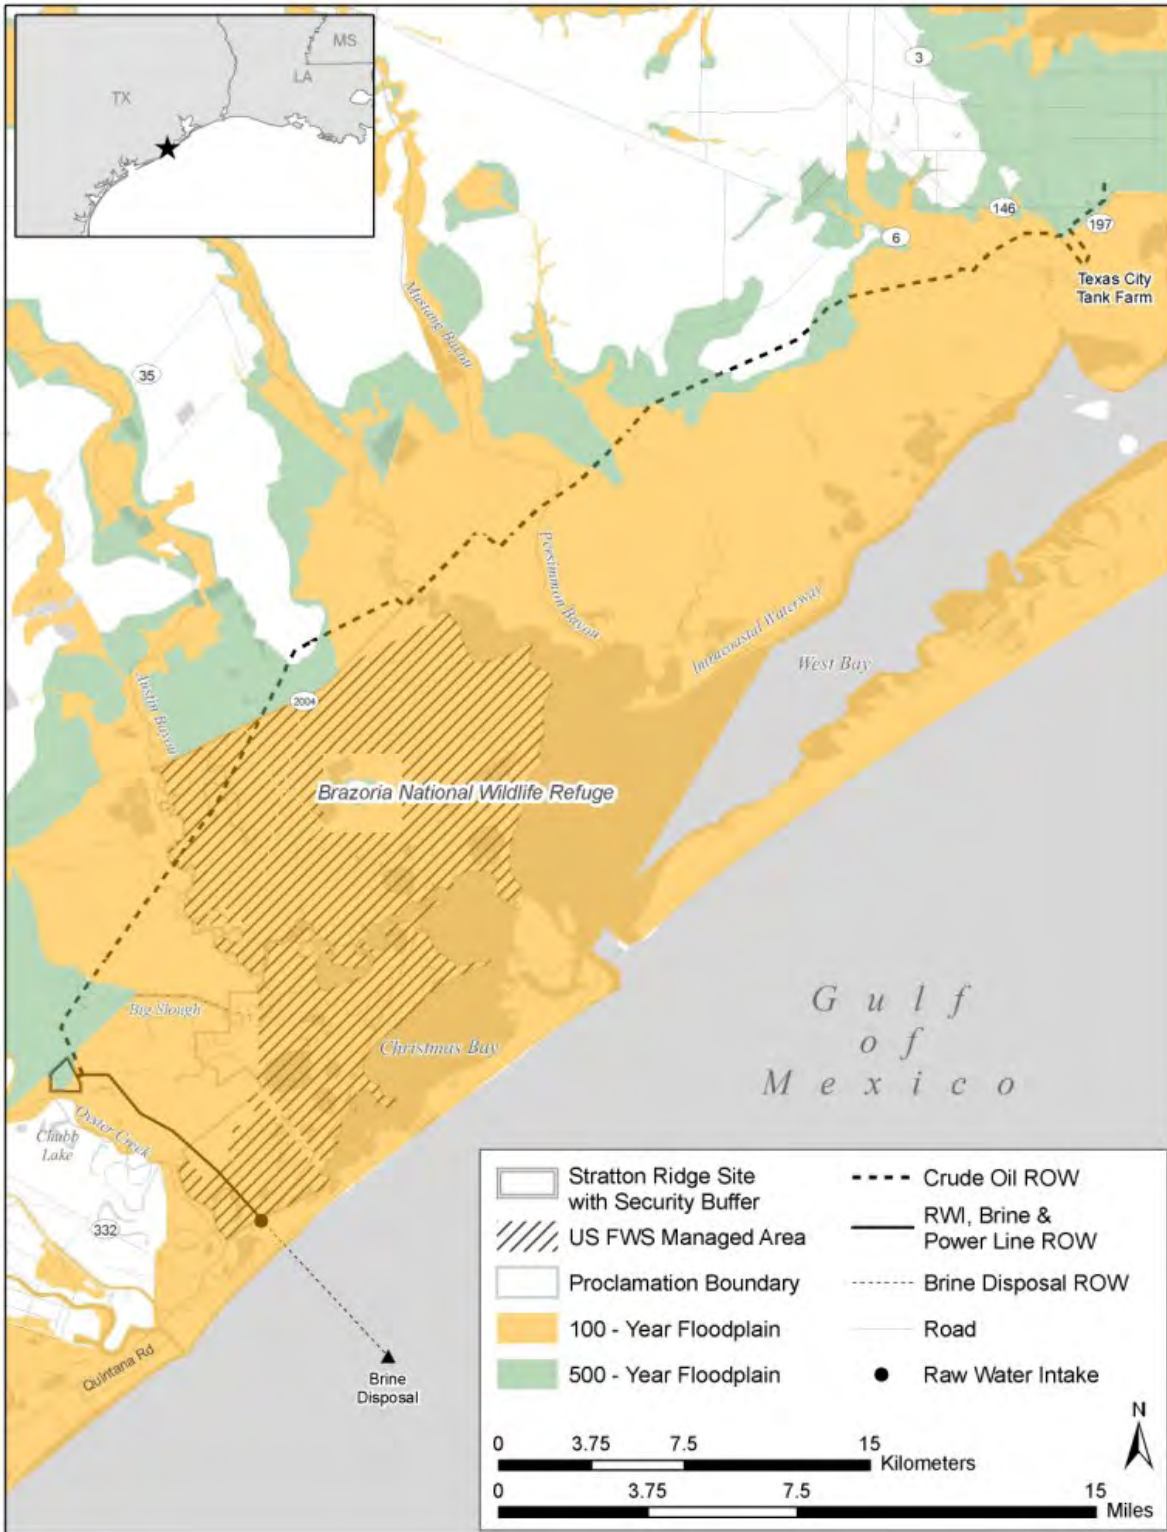 MS
LA
TX
3
146
197
6
Texas City
Tank Farm
Mustang Bayou
35
Persimmon Bayou
Intracoastal Waterway
West Bay
Austin Bayou
2004
Brazoria National Wildlife Refuge
Big Slough
Christmas Bay
Gulf
of
Mexico
Oyster Creek
Chubb
Lake
332
Quintana Rd
Brine
Disposal
Stratton Ridge Site
with Security Buffer
US FWS Managed Area
Proclamation Boundary
100 - Year Floodplain
500 - Year Floodplain
Crude Oil ROW
RWI, Brine &
Power Line ROW
Brine Disposal ROW
Road
Raw Water Intake
N
0 3.75 7.5 15
Kilometers
0 3.75 7.5 15
Miles